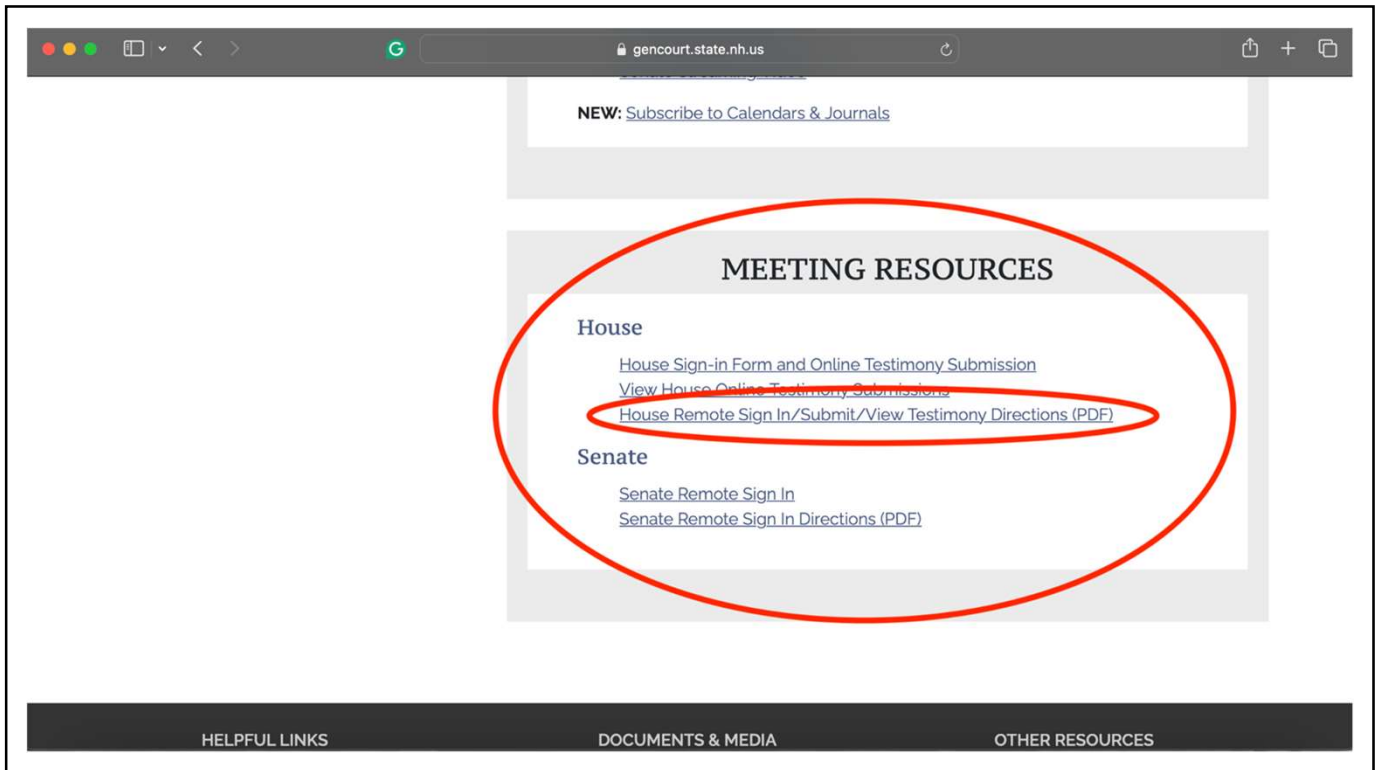 gencourt.state.nh.us
NEW: Subscribe to Calendars & Journals
MEETING RESOURCES
House
House Sign-in Form and Online Testimony Submission
View House Online Testimony Submissions
House Remote Sign In/Submit/View Testimony Directions (PDF)
Senate
Senate Remote Sign In
Senate Remote Sign In Directions (PDF)
HELPFUL LINKS
DOCUMENTS & MEDIA
OTHER RESOURCES